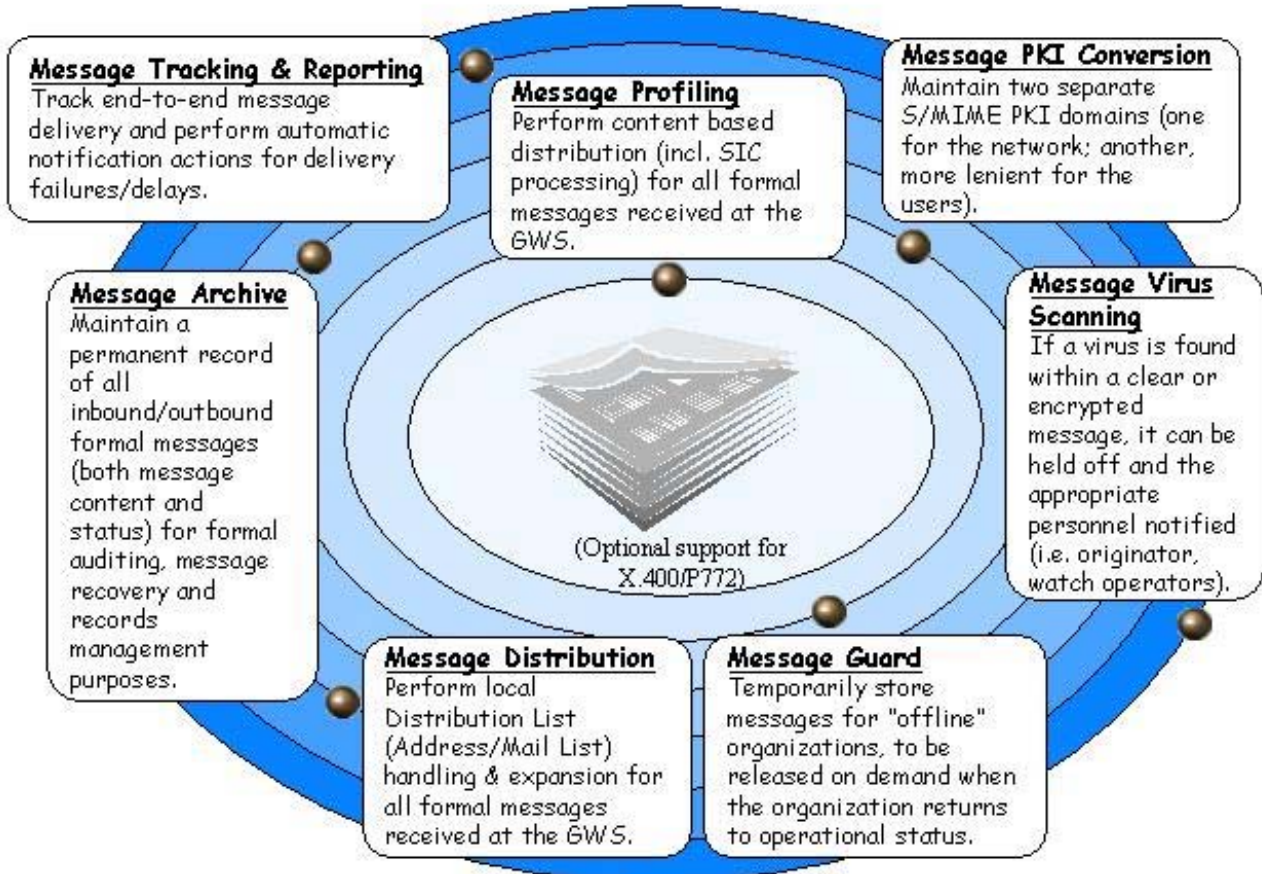 Message Tracking & Reporting
Track end-to-end message
delivery and perform automatic
notification actions for delivery
failures/delays.
Message Profiling
Perform content based
distribution (incl. SIC
processing) for all formal
messages received at the
GWS.
Message PKI Conversion
Maintain two separate
S/MIME PKI domains (one
for the network; another,
more lenient for the
users).
Message Archive
Maintain a
permanent record
of all
inbound/outbound
formal messages
(both message
content and
status) for formal
auditing, message
recovery and
records
management
purposes.
(Optional support for
X.400/P772)
Message Virus
Scanning
If a virus is found
within a clear or
encrypted
message, it can be
held off and the
appropriate
personnel notified
(i.e. originator,
watch operators).
Message Distribution
Perform local
Distribution List
(Address/Mail List)
handling & expansion for
all formal messages
received at the GWS.
Message Guard
Temporarily store
messages for "offline"
organizations, to be
released on demand when
the organization returns
to operational status.